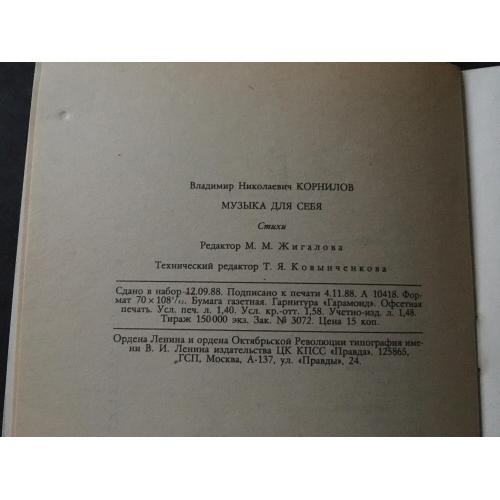 Владимир Николаевич КОРНИЛОВ
МУЗЫКА ДЛЯ СЕБЯ
Стихи
Редактор М. М. Жигалова
Технический редактор Т. Я. Ковынченкова
Сдано в набор 12.09.88. Подписано к печати 4.11.88. А 10418. Фор-
мат 70 × 108¹/₃₂. Бумага газетная. Гарнитура «Гарамонд». Офсетная
печать. Усл. печ. л. 1,40. Усл. кр.-отт. 1,58. Учетно-изд. л. 1,48.
Тираж 150 000 экз. Зак. № 3072. Цена 15 коп.
Ордена Ленина и ордена Октябрьской Революции типография име-
ни В. И. Ленина издательства ЦК КПСС «Правда». 125865,
ГСП, Москва, А-137, ул. «Правды», 24.